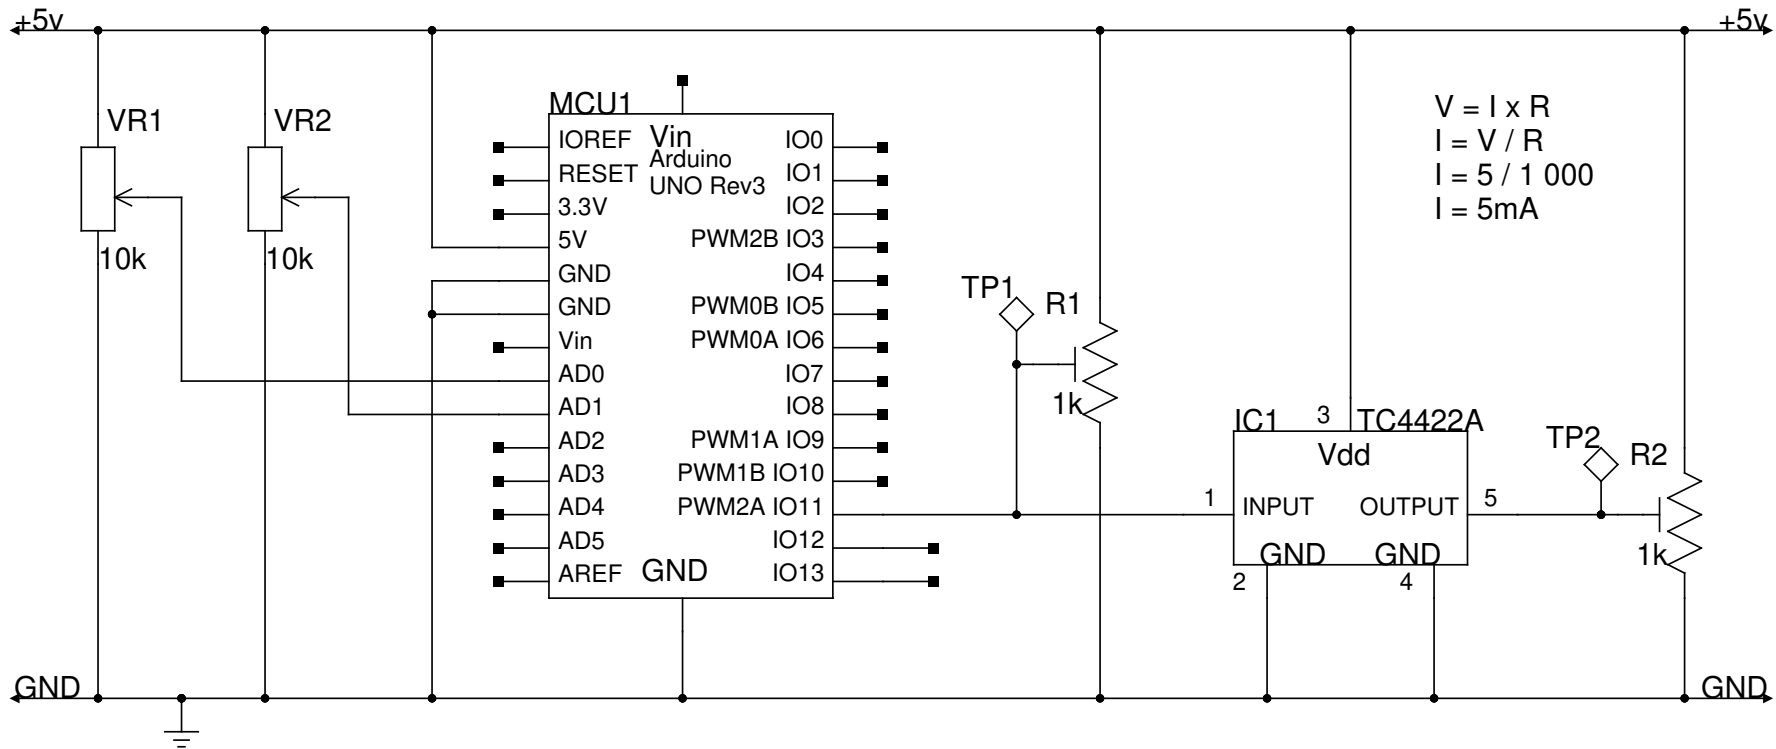 +5v
+5v
VR1
10k
VR2
10k
MCU1
Vin
Arduino
UNO Rev3
IOREF
RESET
3.3V
5V
GND
GND
Vin
AD0
AD1
AD2
AD3
AD4
AD5
AREF
GND
IO0
IO1
IO2
PWM2B IO3
IO4
PWM0B IO5
PWM0A IO6
IO7
IO8
PWM1A IO9
PWM1B IO10
PWM2A IO11
IO12
IO13
TP1
R1
1k
V = I x R
I = V / R
I = 5 / 1 000
I = 5mA
IC1
3
TC4422A
Vdd
1
INPUT
OUTPUT
5
GND
GND
2
4
TP2
R2
1k
GND
GND